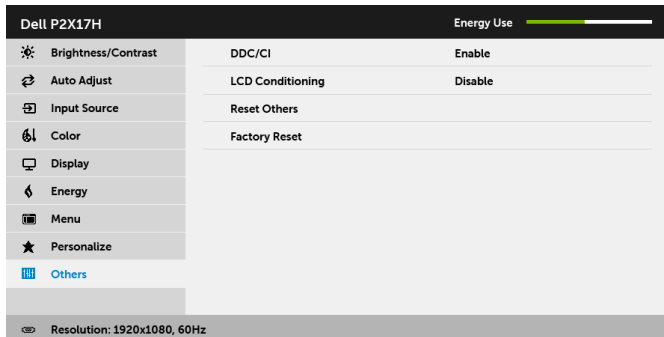 Dell P2X17H Energy Use
Brightness/Contrast DDC/CI Enable
Auto Adjust LCD Conditioning Disable
Input Source Reset Others
Color Factory Reset
Display
Energy
Menu
Personalize
Others
Resolution: 1920x1080, 60Hz